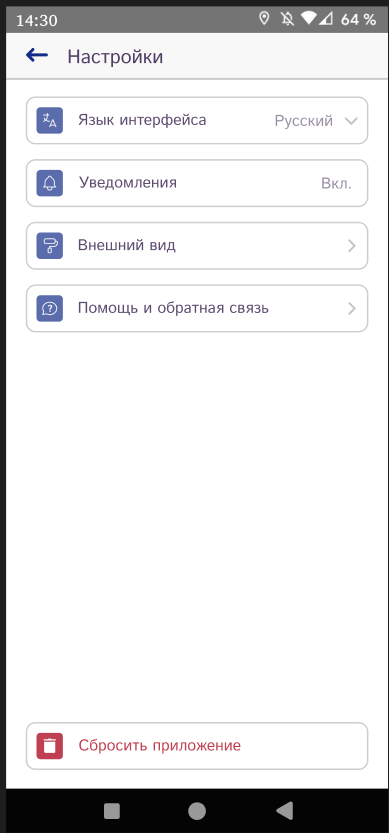 14:30 64 %
Настройки
Язык интерфейса Русский
Уведомления Вкл.
Внешний вид
Помощь и обратная связь
Сбросить приложение